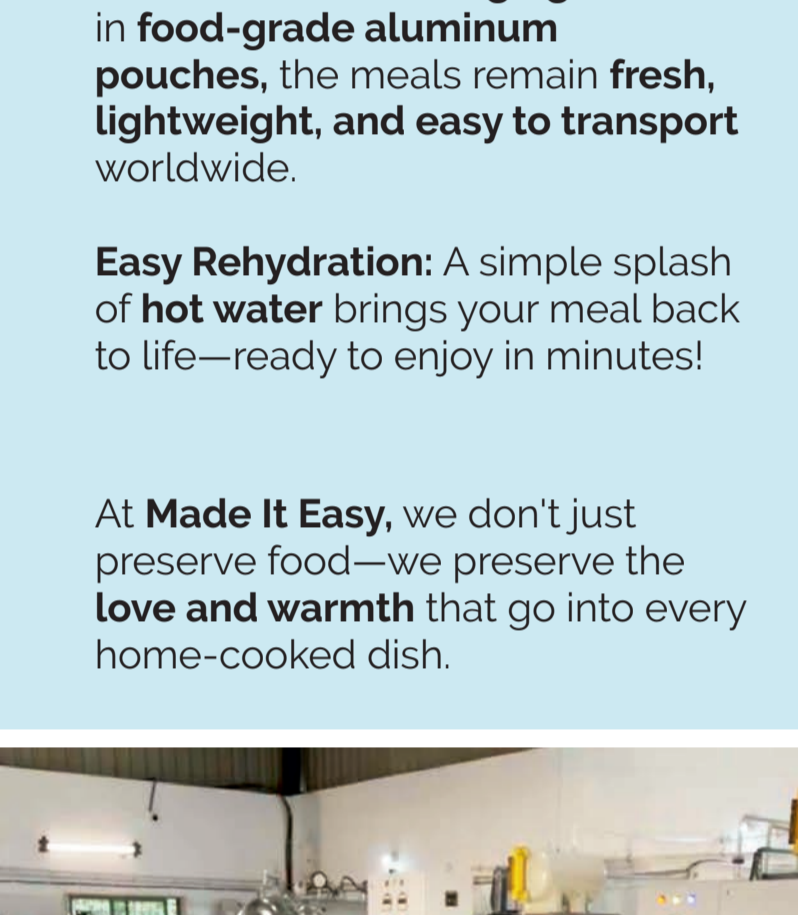 in food-grade aluminum
pouches, the meals remain fresh,
lightweight, and easy to transport
worldwide.
Easy Rehydration: A simple splash
of hot water brings your meal back
to life—ready to enjoy in minutes!
At Made It Easy, we don't just
preserve food—we preserve the
love and warmth that go into every
home-cooked dish.